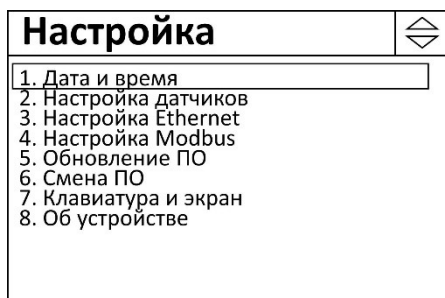 Настройка
1. Дата и время
2. Настройка датчиков
3. Настройка Ethernet
4. Настройка Modbus
5. Обновление ПО
6. Смена ПО
7. Клавиатура и экран
8. Об устройстве